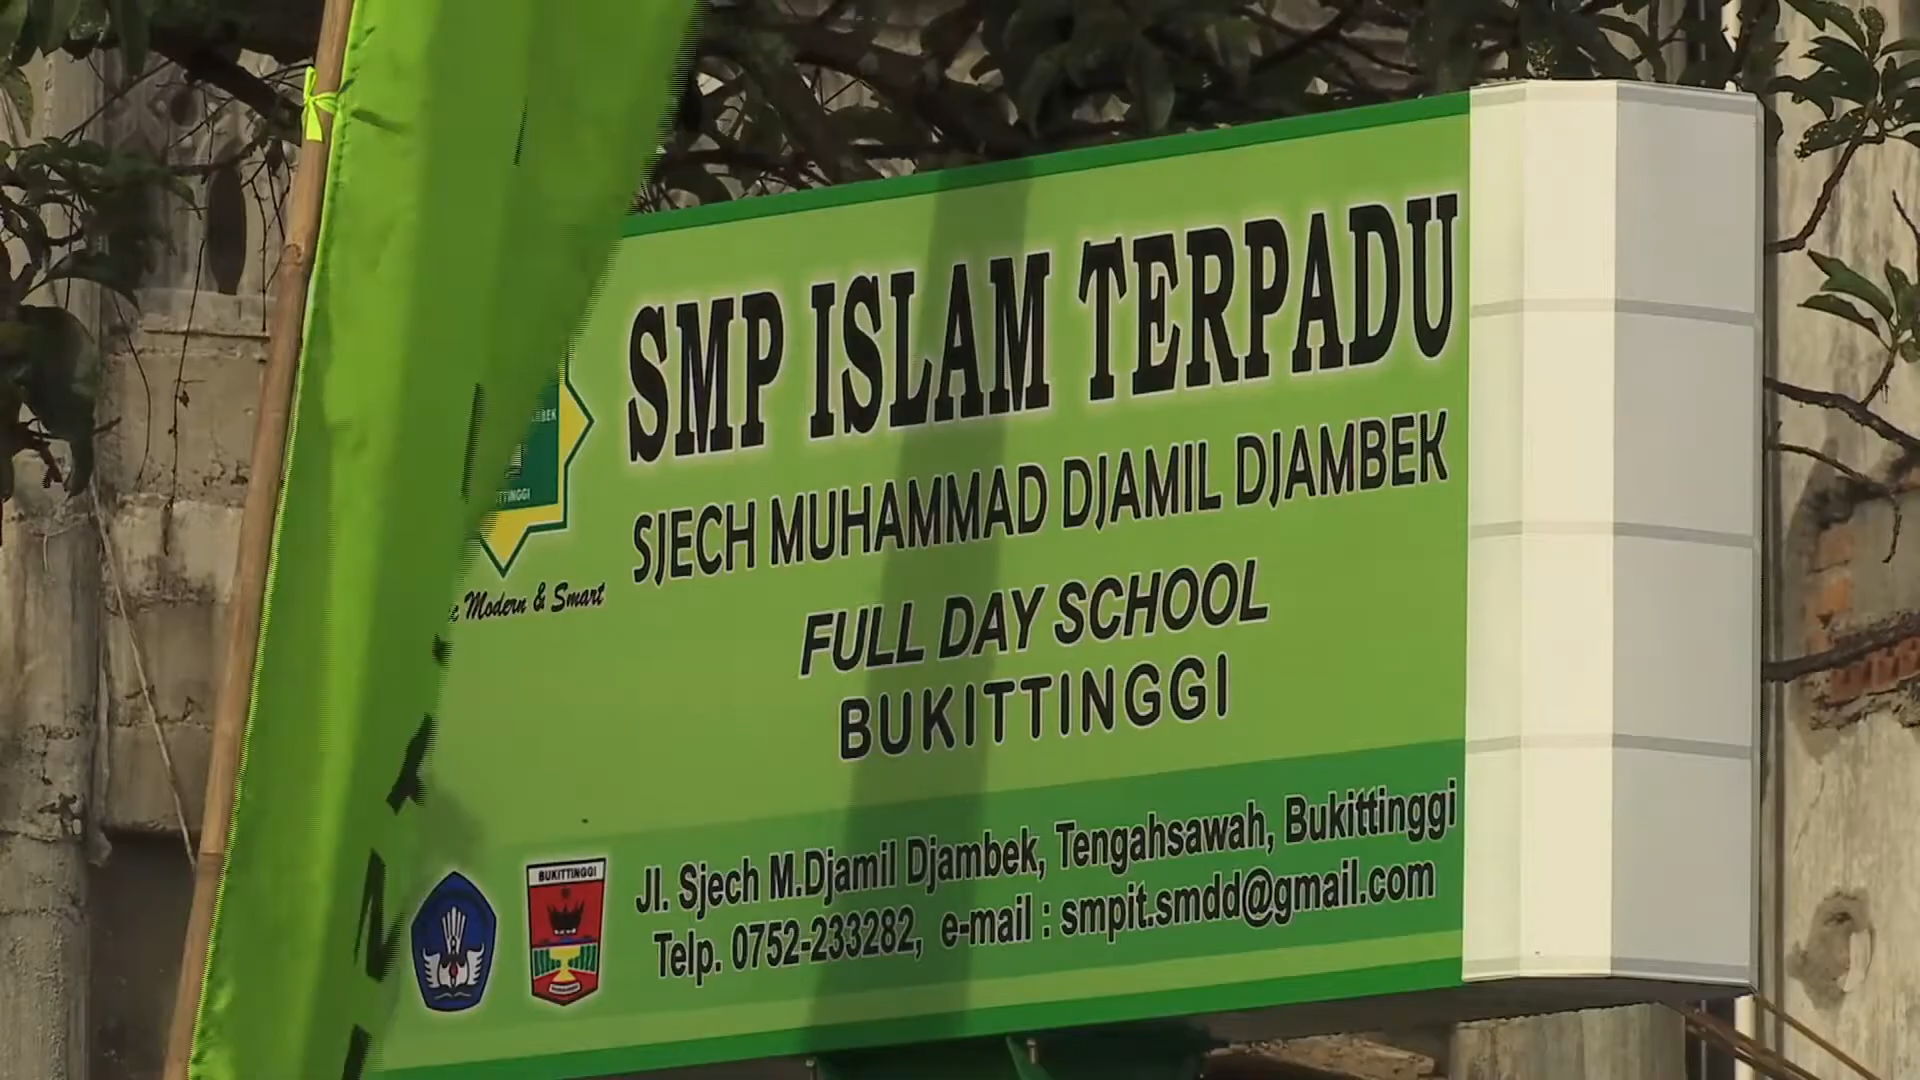 SMP ISLAM TERPADU
SJECH MUHAMMAD DJAMIL DJAMBEK
FULL DAY SCHOOL
BUKITTINGGI
Modern & Smart
BUKITTINGGI
Jl. Sjech M.Djamil Djambek, Tengahsawah, Bukittinggi
Telp. 0752-233282, e-mail : smpit.smdd@gmail.com